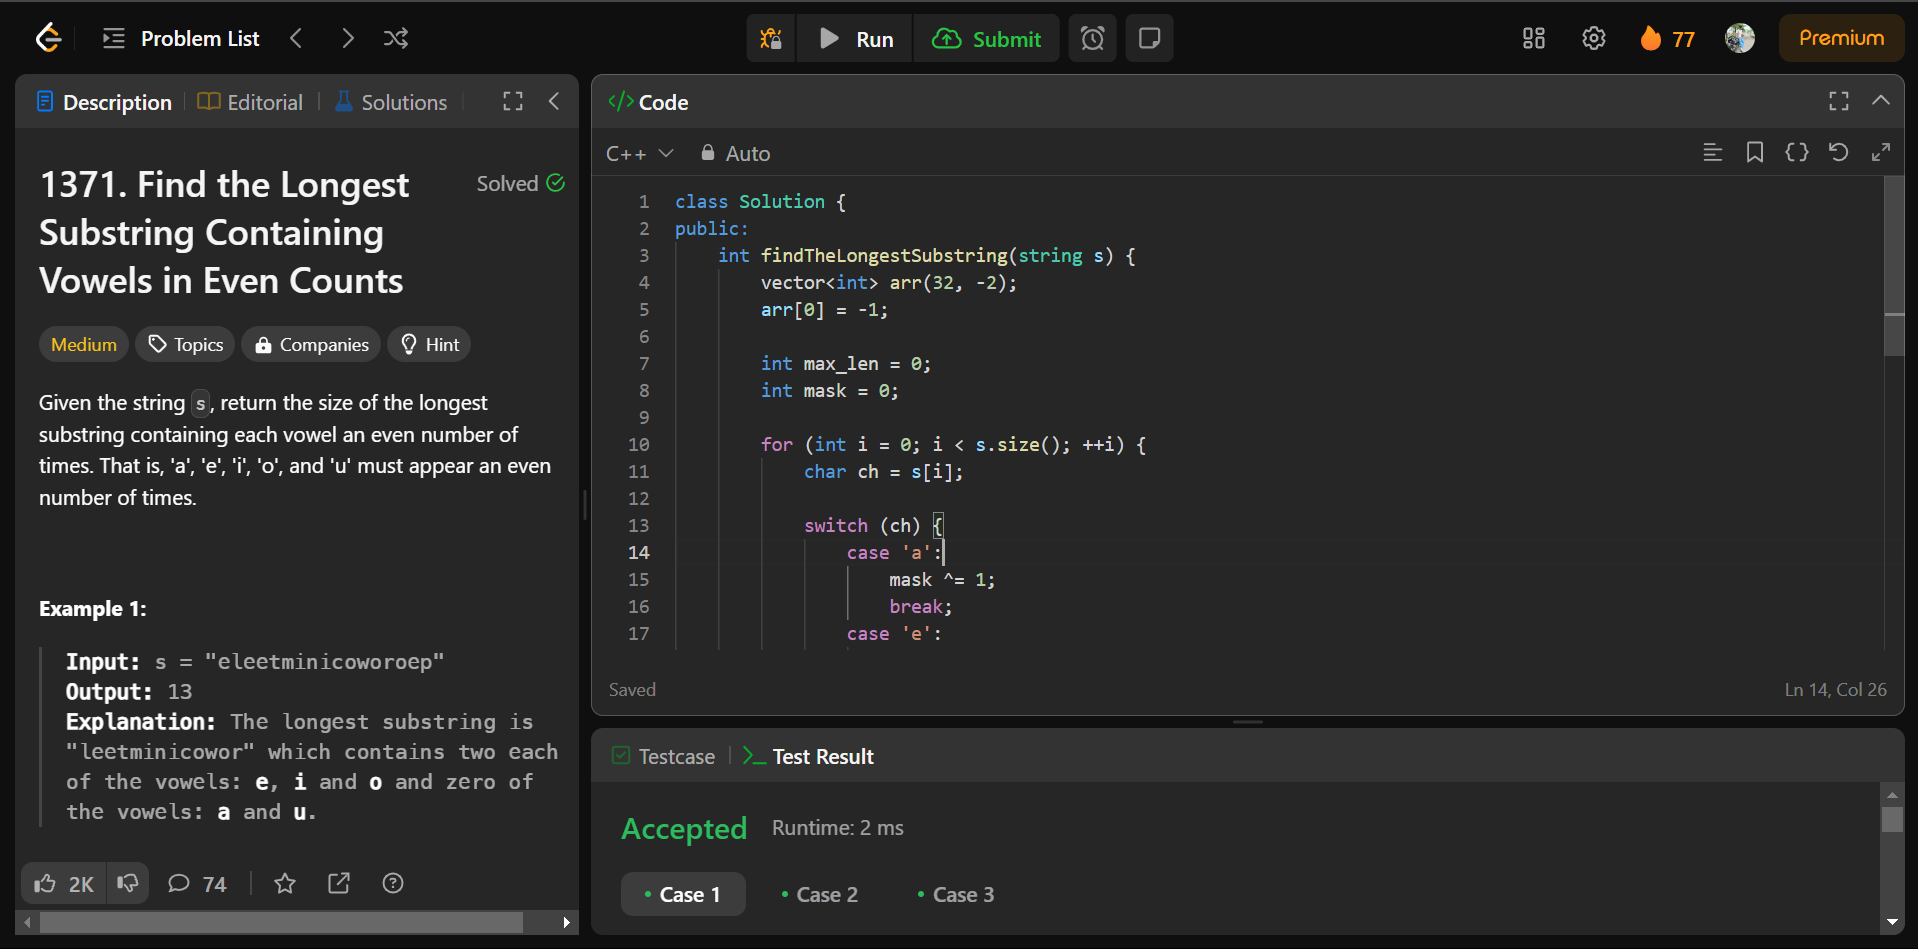 Problem List
Run
Submit
77
Premium
Description
Editorial
Solutions
1371. Find the Longest
Substring Containing
Vowels in Even Counts
Solved
Medium
Topics
Companies
Hint
Given the string s, return the size of the longest
substring containing each vowel an even number of
times. That is, 'a', 'e', 'i', 'o', and 'u' must appear an even
number of times.
Example 1:
Input: s = "eleetminicoworoep"
Output: 13
Explanation: The longest substring is
"leetminicowor" which contains two each
of the vowels: e, i and o and zero of
the vowels: a and u.
2K
74
</> Code
C++
Auto
1 class Solution {
2 public:
3 int findTheLongestSubstring(string s) {
4 vector<int> arr(32, -2);
5 arr[0] = -1;
6
7 int max_len = 0;
8 int mask = 0;
9
10 for (int i = 0; i < s.size(); ++i) {
11 char ch = s[i];
12
13 switch (ch) {
14 case 'a':
15 mask ^= 1;
16 break;
17 case 'e':
Saved
Ln 14, Col 26
Testcase
Test Result
Accepted
Runtime: 2 ms
Case 1
Case 2
Case 3